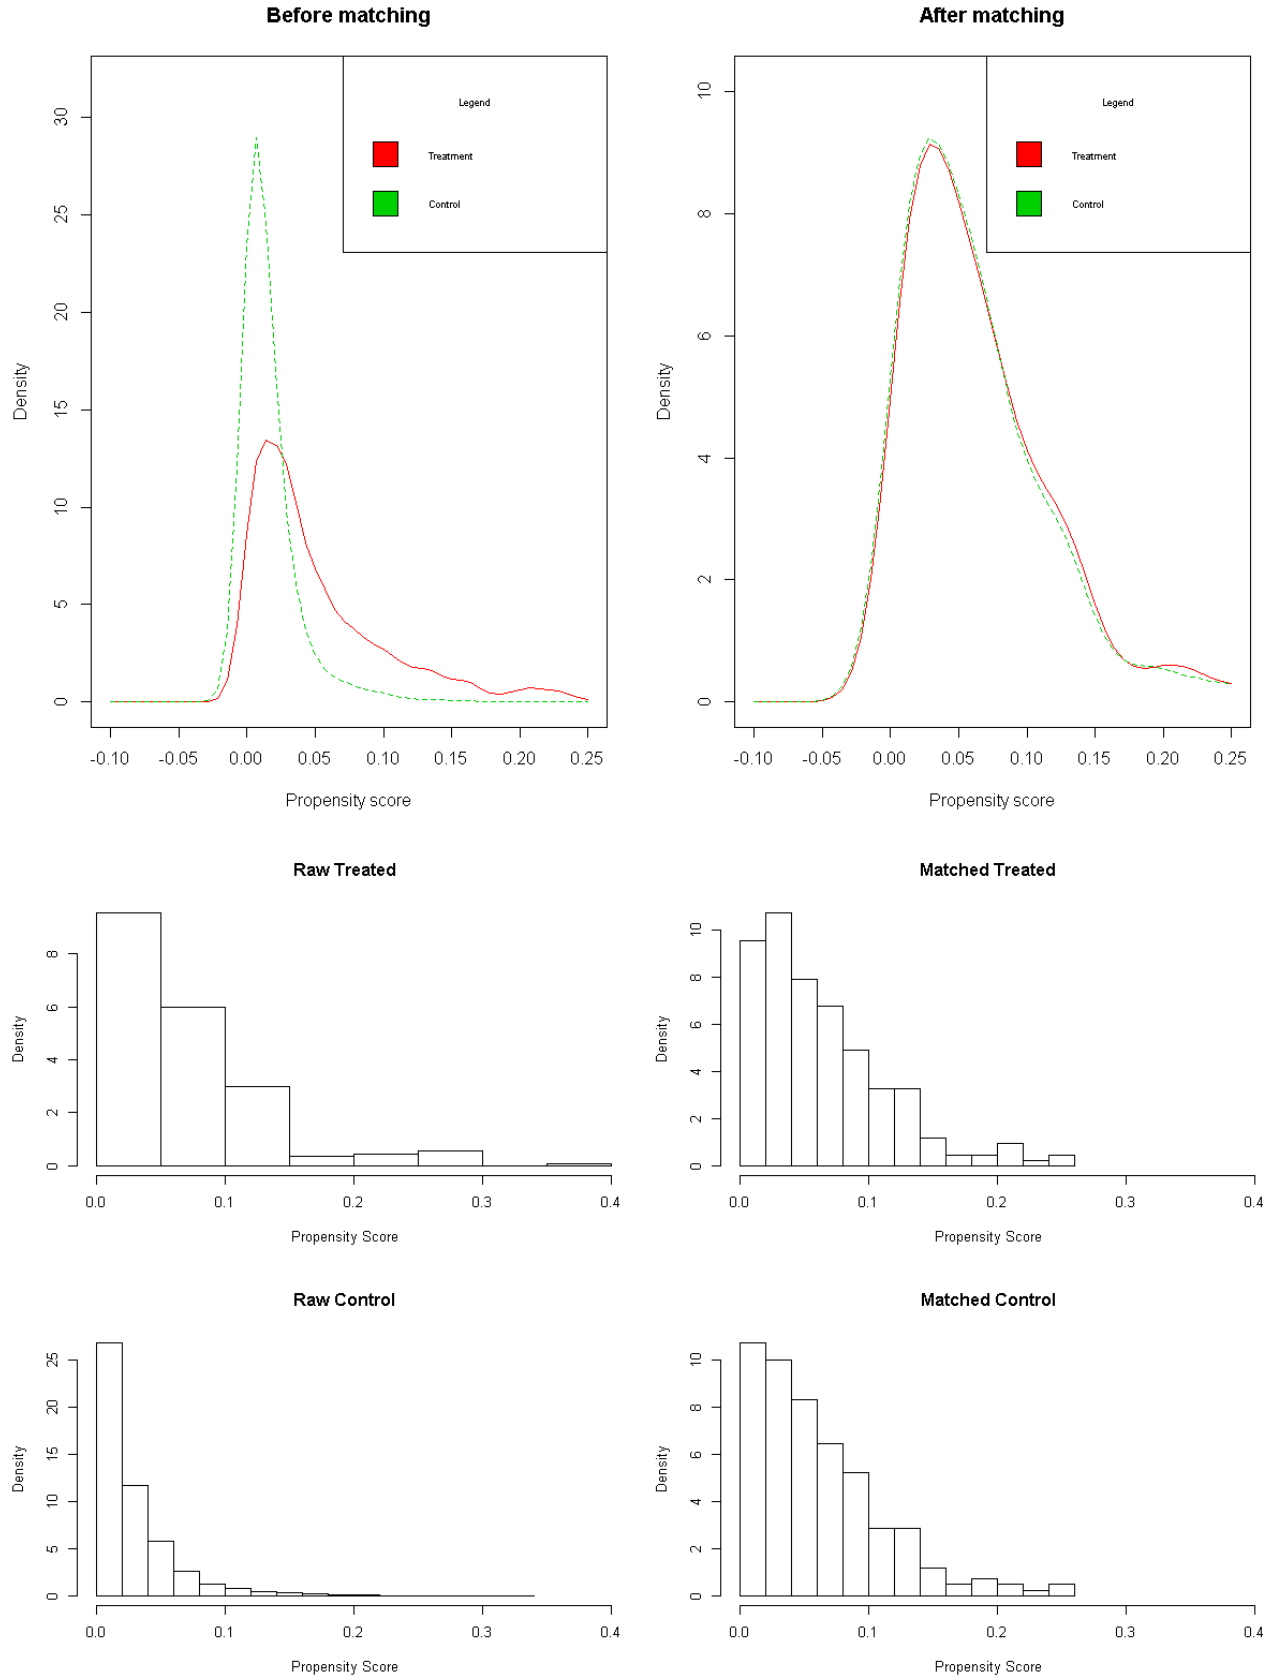 Before matching
After matching
Legend
Treatment
Control
Legend
Treatment
Control
Density
0 5 10 15 20 25 30
-0.10 -0.05 0.00 0.05 0.10 0.15 0.20 0.25
Propensity score
Density
0 2 4 6 8 10
-0.10 -0.05 0.00 0.05 0.10 0.15 0.20 0.25
Propensity score
Raw Treated
Density
0 2 4 6 8
0.0 0.1 0.2 0.3 0.4
Propensity Score
Matched Treated
Density
0 2 4 6 8 10
0.0 0.1 0.2 0.3 0.4
Propensity Score
Raw Control
Density
0 5 10 15 20 25
0.0 0.1 0.2 0.3 0.4
Propensity Score
Matched Control
Density
0 2 4 6 8 10
0.0 0.1 0.2 0.3 0.4
Propensity Score